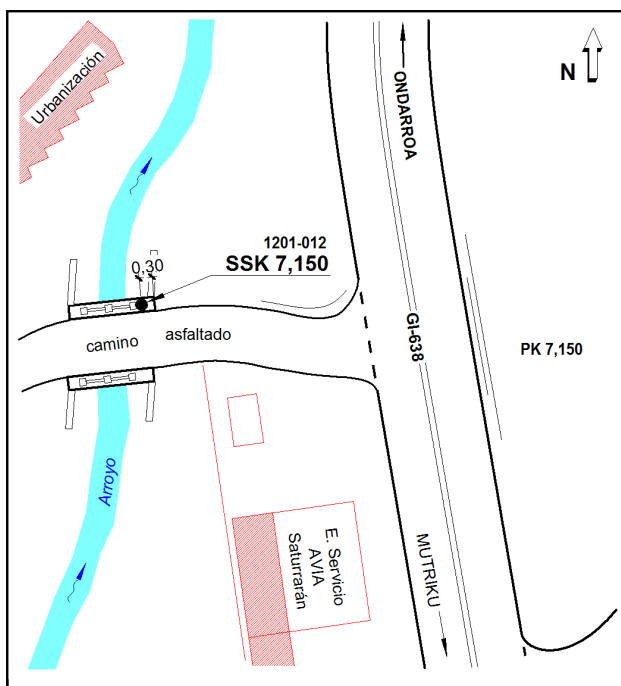 Urbanización
ONDARROA
N
1201-012
SSK 7,150
0,30
camino asfaltado
GI-638
PK 7,150
Arroyo
E. Servicio
AVIA
Saturrarán
MUTRIKU